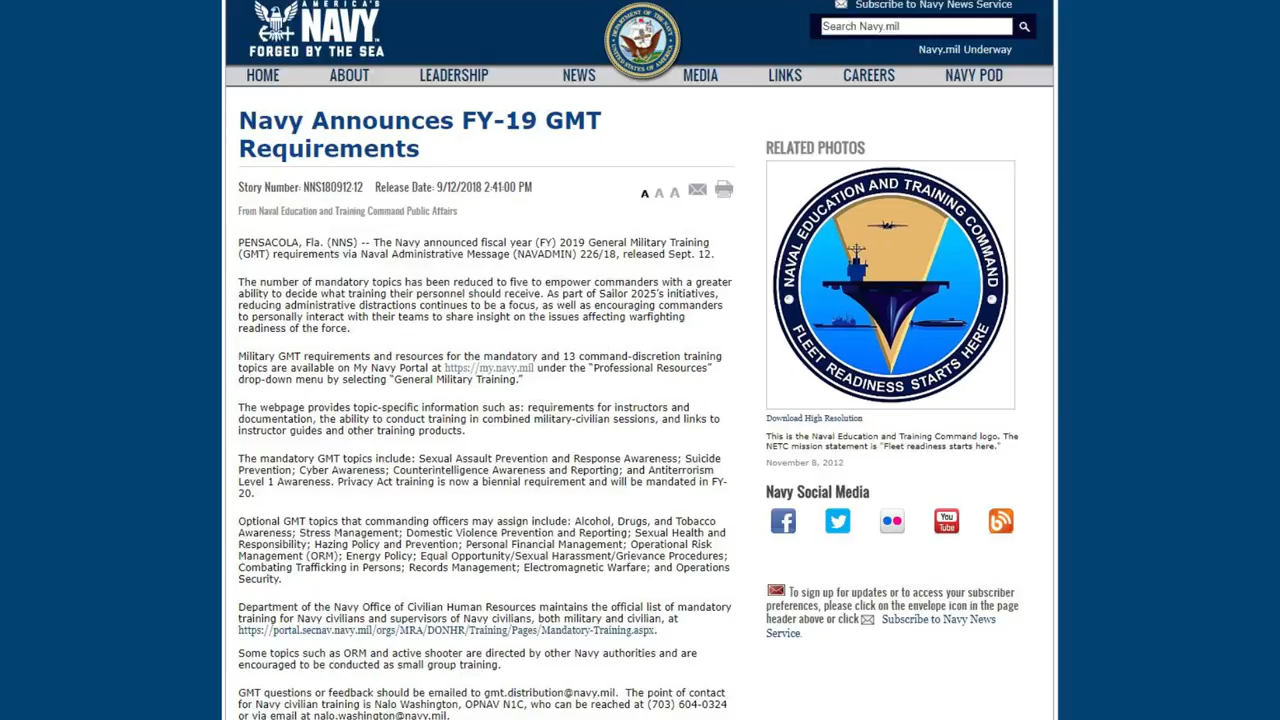 AMERICA'S
NAVY
FORGED BY THE SEA
DEPARTMENT OF THE NAVY
UNITED STATES OF AMERICA
Subscribe to Navy News Service
Search Navy.mil
Navy.mil Underway
HOME ABOUT LEADERSHIP NEWS MEDIA LINKS CAREERS NAVY POD
Navy Announces FY-19 GMT
Requirements
Story Number: NNS180912-12 Release Date: 9/12/2018 2:41:00 PM
A A A
From Naval Education and Training Command Public Affairs
PENSACOLA, Fla. (NNS) -- The Navy announced fiscal year (FY) 2019 General Military Training
(GMT) requirements via Naval Administrative Message (NAVADMIN) 226/18, released Sept. 12.
The number of mandatory topics has been reduced to five to empower commanders with a greater
ability to decide what training their personnel should receive. As part of Sailor 2025's initiatives,
reducing administrative distractions continues to be a focus, as well as encouraging commanders
to personally interact with their teams to share insight on the issues affecting warfighting
readiness of the force.
Military GMT requirements and resources for the mandatory and 13 command-discretion training
topics are available on My Navy Portal at https://my.navy.mil under the “Professional Resources”
drop-down menu by selecting “General Military Training.”
The webpage provides topic-specific information such as: requirements for instructors and
documentation, the ability to conduct training in combined military-civilian sessions, and links to
instructor guides and other training products.
The mandatory GMT topics include: Sexual Assault Prevention and Response Awareness; Suicide
Prevention; Cyber Awareness; Counterintelligence Awareness and Reporting; and Antiterrorism
Level 1 Awareness. Privacy Act training is now a biennial requirement and will be mandated in FY-
20.
Optional GMT topics that commanding officers may assign include: Alcohol, Drugs, and Tobacco
Awareness; Stress Management; Domestic Violence Prevention and Reporting; Sexual Health and
Responsibility; Hazing Policy and Prevention; Personal Financial Management; Operational Risk
Management (ORM); Energy Policy; Equal Opportunity/Sexual Harassment/Grievance Procedures;
Combating Trafficking in Persons; Records Management; Electromagnetic Warfare; and Operations
Security.
Department of the Navy Office of Civilian Human Resources maintains the official list of mandatory
training for Navy civilians and supervisors of Navy civilians, both military and civilian, at
https://portal.secnav.navy.mil/orgs/MRA/DONHR/Training/Pages/Mandatory-Training.aspx.
Some topics such as ORM and active shooter are directed by other Navy authorities and are
encouraged to be conducted as small group training.
GMT questions or feedback should be emailed to gmt.distribution@navy.mil. The point of contact
for Navy civilian training is Nalo Washington, OPNAV N1C, who can be reached at (703) 604-0324
or via email at nalo.washington@navy.mil.
RELATED PHOTOS
NAVAL EDUCATION AND TRAINING COMMAND
FLEET READINESS STARTS HERE
Download High Resolution
This is the Naval Education and Training Command logo. The
NETC mission statement is "Fleet readiness starts here."
November 8, 2012
Navy Social Media
You
Tube
To sign up for updates or to access your subscriber
preferences, please click on the envelope icon in the page
header above or click Subscribe to Navy News
Service.